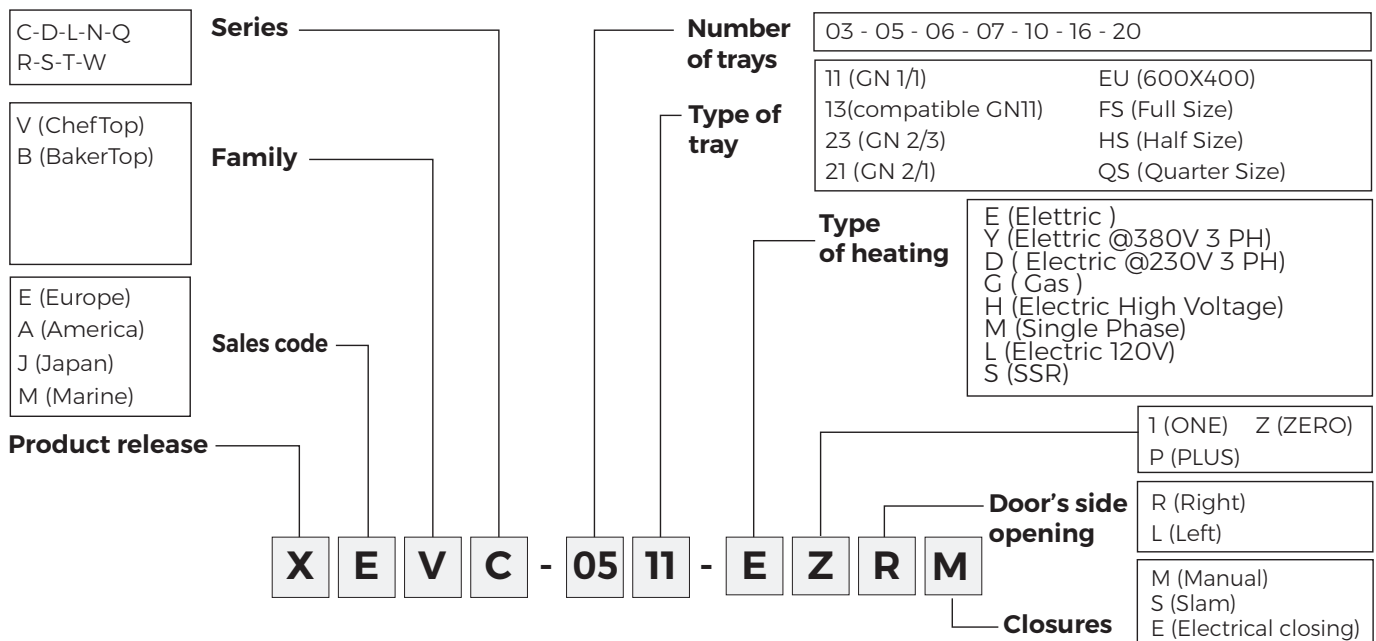 C-D-L-N-Q
R-S-T-W
Series
V (ChefTop)
B (BakerTop)
Family
E (Europe)
A (America)
J (Japan)
M (Marine)
Sales code
Product release
Number
of trays
03 - 05 - 06 - 07 - 10 - 16 - 20
Type of
tray
11 (GN 1/1)
13(compatible GN11)
23 (GN 2/3)
21 (GN 2/1)
EU (600X400)
FS (Full Size)
HS (Half Size)
QS (Quarter Size)
Type
of heating
E (Elettric )
Y (Elettric @380V 3 PH)
D ( Electric @230V 3 PH)
G ( Gas )
H (Electric High Voltage)
M (Single Phase)
L (Electric 120V)
S (SSR)
1 (ONE) Z (ZERO)
P (PLUS)
Door's side
opening
R (Right)
L (Left)
X E V C - 05 11 - E Z R M
Closures
M (Manual)
S (Slam)
E (Electrical closing)